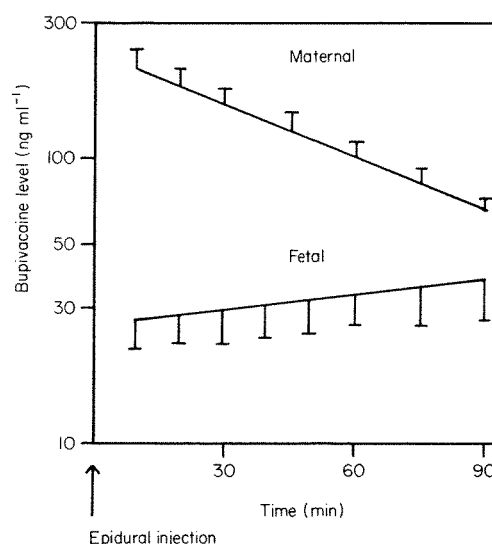 300
100
50
30
10
Bupivacaine level (ng ml⁻¹)
Maternal
Fetal
30
60
90
Time (min)
Epidural injection